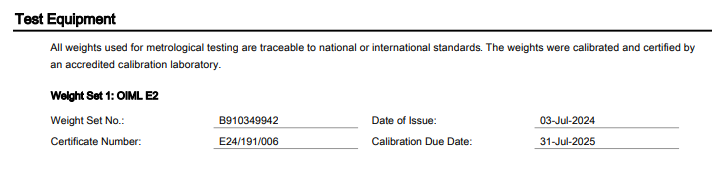 Test Equipment
All weights used for metrological testing are traceable to national or international standards. The weights were calibrated and certified by
an accredited calibration laboratory.
Weight Set 1: OIML E2
Weight Set No.: B910349942 Date of Issue: 03-Jul-2024
Certificate Number: E24/191/006 Calibration Due Date: 31-Jul-2025